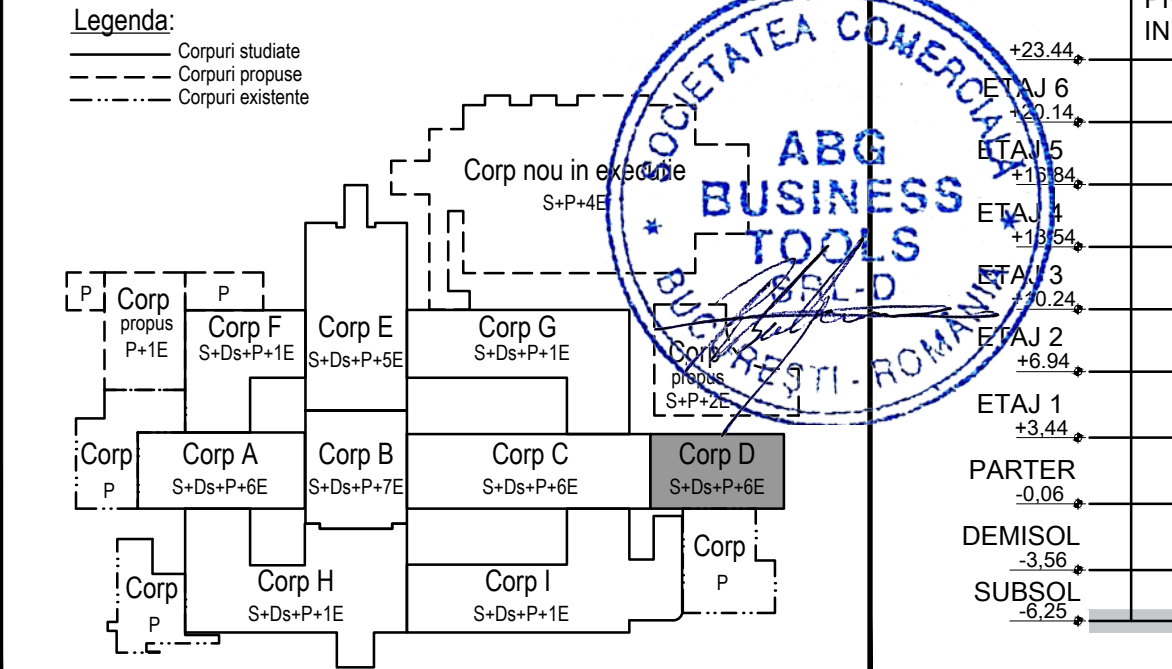 Legenda:
Corpuri studiate
Corpuri propuse
Corpuri existente
Corp nou in executie
S+P+4E
P
Corp
propus
P+1E
P
Corp F
S+Ds+P+1E
Corp E
S+Ds+P+5E
Corp G
S+Ds+P+1E
Corp
propus
S+P+2E
Corp
P
Corp A
S+Ds+P+6E
Corp B
S+Ds+P+7E
Corp C
S+Ds+P+6E
Corp D
S+Ds+P+6E
Corp
P
Corp H
S+Ds+P+1E
Corp I
S+Ds+P+1E
Corp
P
SOCIETATEA COMERCIALA
ABG
BUSINESS
TOOLS
SRL-D
BUCUREȘTI - ROMANIA
IN
+23.44
ETAJ 6
+20.14
ETAJ 5
+16.84
ETAJ 4
+13.54
ETAJ 3
+10.24
ETAJ 2
+6.94
ETAJ 1
+3,44
PARTER
-0,06
DEMISOL
-3,56
SUBSOL
-6,25